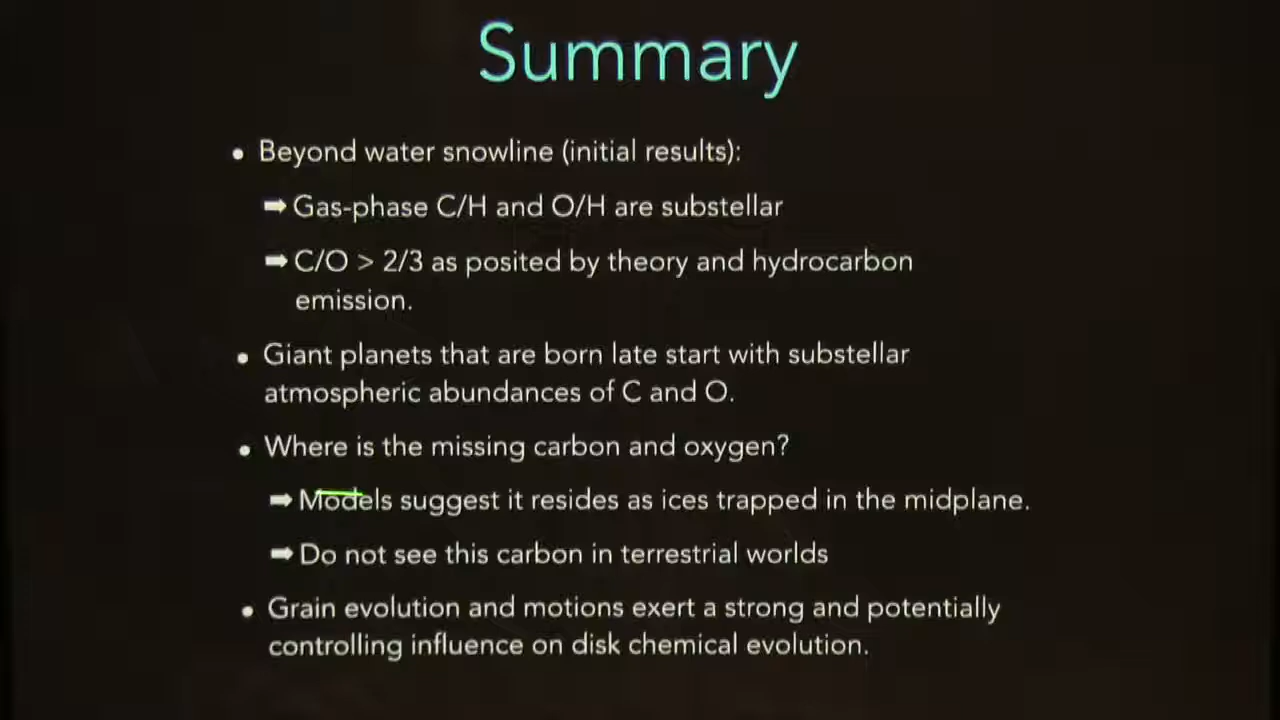 Summary
• Beyond water snowline (initial results):
➡ Gas-phase C/H and O/H are substellar
➡ C/O > 2/3 as posited by theory and hydrocarbon
emission.
• Giant planets that are born late start with substellar
atmospheric abundances of C and O.
• Where is the missing carbon and oxygen?
➡ Models suggest it resides as ices trapped in the midplane.
➡ Do not see this carbon in terrestrial worlds
• Grain evolution and motions exert a strong and potentially
controlling influence on disk chemical evolution.